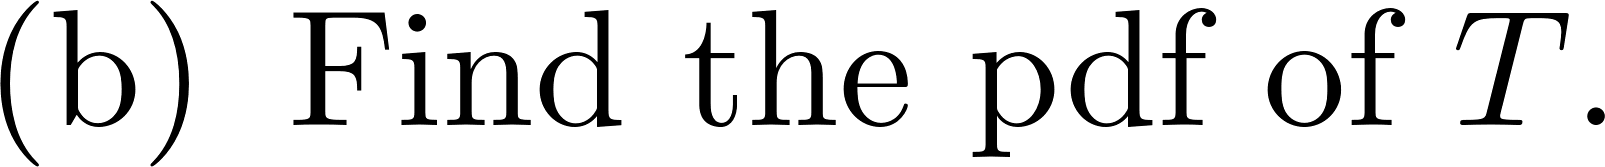 (b) Find the pdf of T.